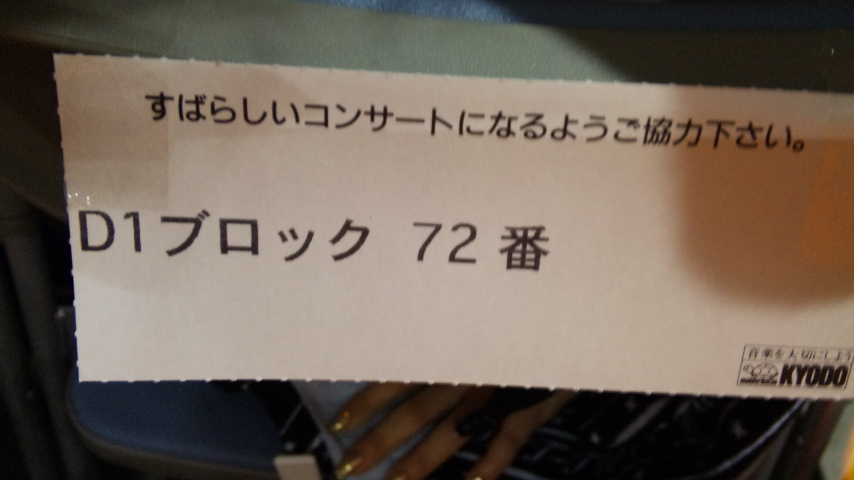 すばらしいコンサートになるようご協力下さい。
D1ブロック 72 番
音楽を大切にしよう
KYODO